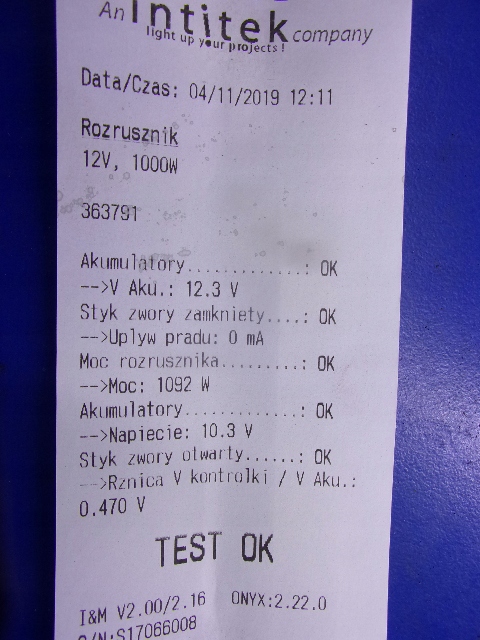 An Intitek company
light up your projects!
Data/Czas: 04/11/2019 12:11
Rozrusznik
12V, 1000W
363791
Akumulatory.............: OK
-->V Aku.: 12.3 V
Styk zwory zamkniety....: OK
-->Uplyw pradu: 0 mA
Moc rozrusznika.........: OK
-->Moc: 1092 W
Akumulatory.............: OK
-->Napiecie: 10.3 V
Styk zwory otwarty......: OK
-->Rznica V kontrolki / V Aku.:
0.470 V
TEST OK
I&M V2.00/2.16 ONYX:2.22.0
S/N:S17066008